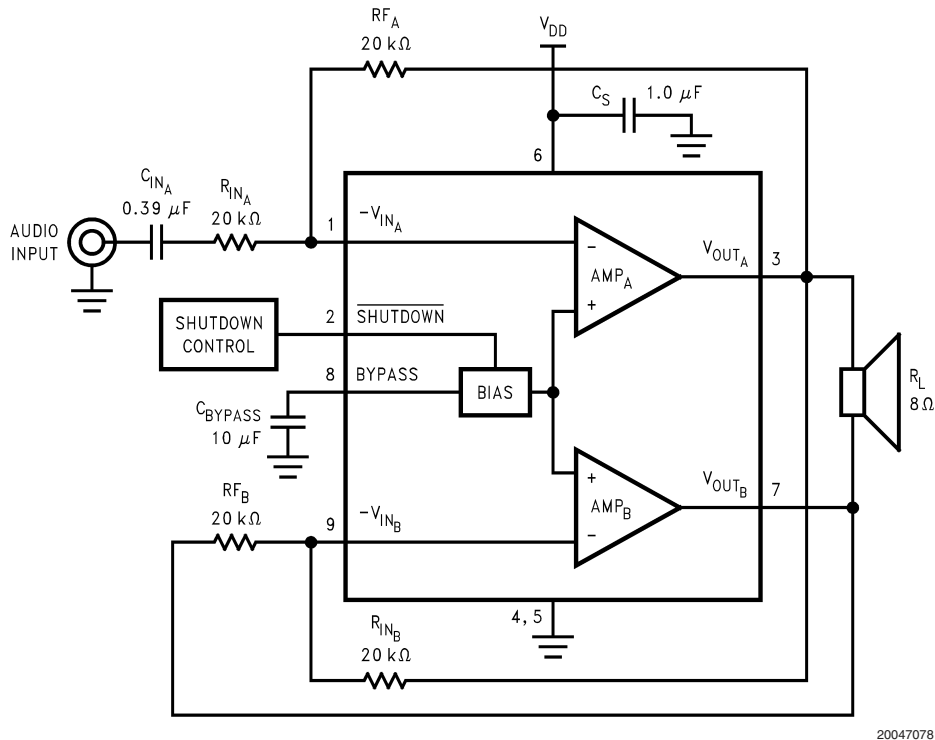 RF_A
20 kΩ
V_DD
C_S
1.0 μF
6
C_IN_A
0.39 μF
R_IN_A
20 kΩ
AUDIO
INPUT
1
-V_IN_A
−
AMP_A
+
V_OUT_A
3
2
SHUTDOWN
SHUTDOWN
CONTROL
8
BYPASS
BIAS
C_BYPASS
10 μF
R_L
8Ω
RF_B
20 kΩ
9
-V_IN_B
+
AMP_B
−
V_OUT_B
7
4, 5
R_IN_B
20 kΩ
20047078